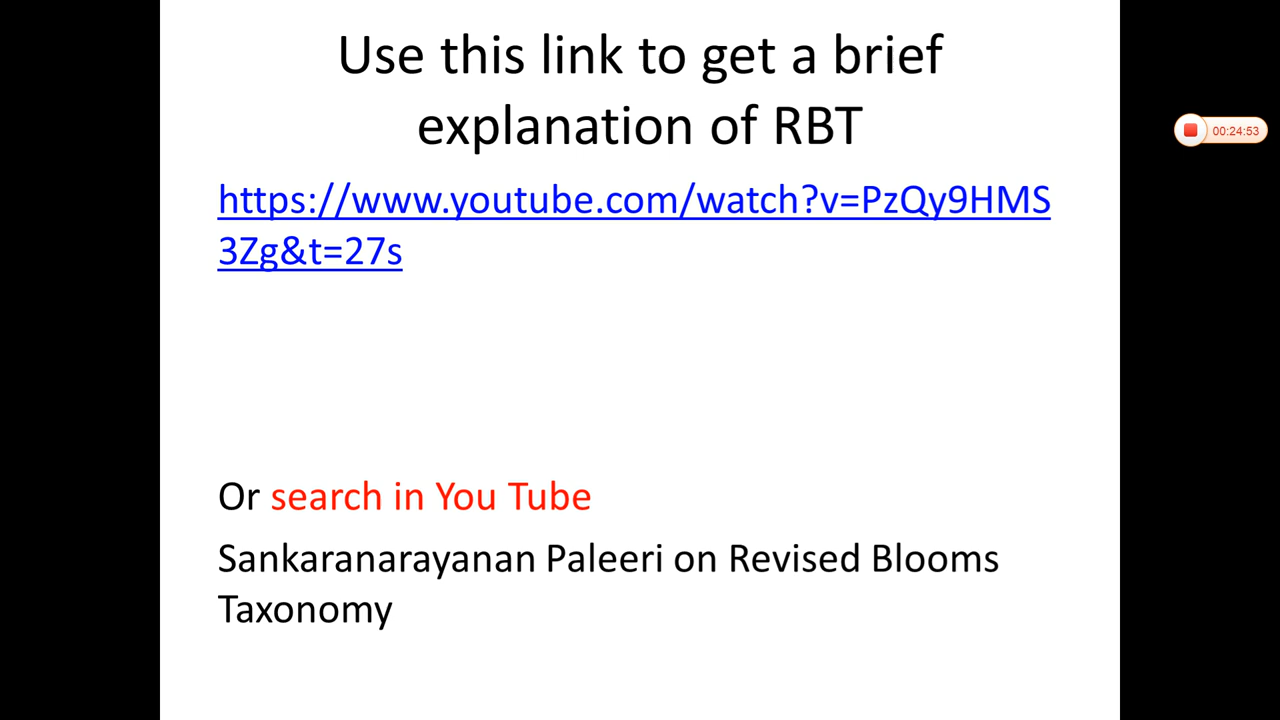 Use this link to get a brief
explanation of RBT
00:24:53
https://www.youtube.com/watch?v=PzQy9HMS
3Zg&t=27s
Or search in You Tube
Sankaranarayanan Paleeri on Revised Blooms
Taxonomy